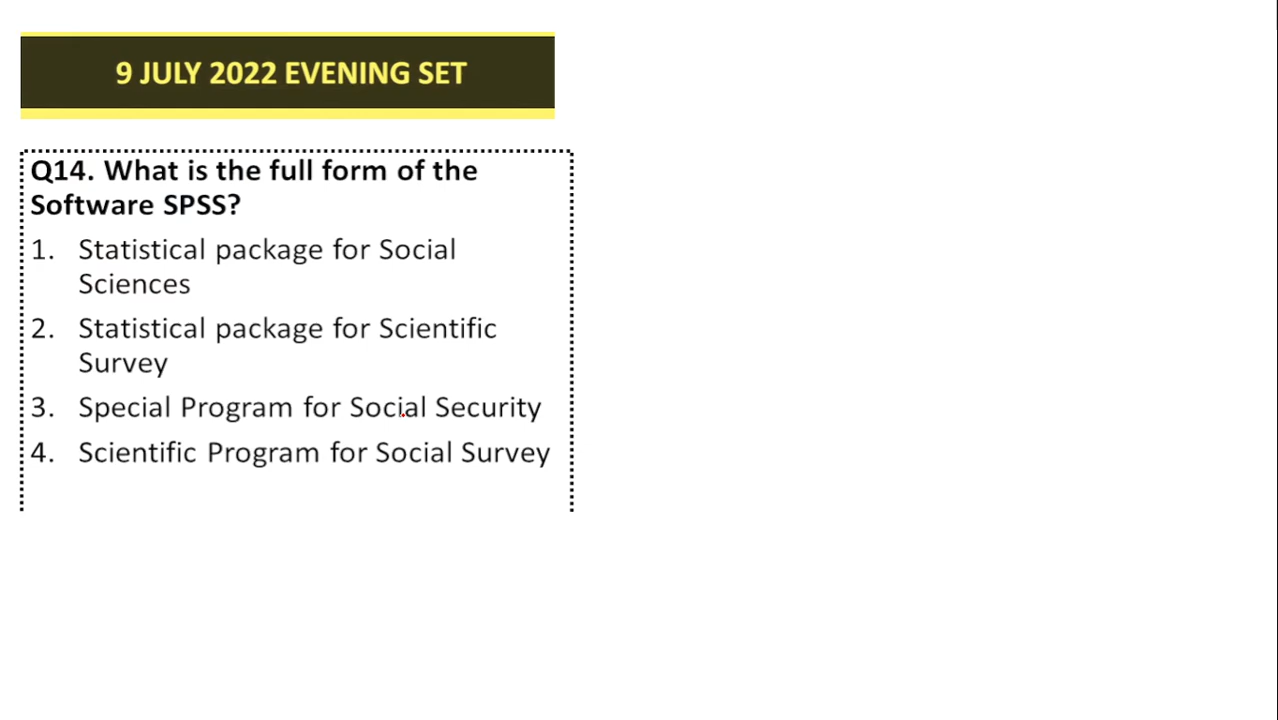 9 JULY 2022 EVENING SET
Q14. What is the full form of the
Software SPSS?
1. Statistical package for Social
Sciences
2. Statistical package for Scientific
Survey
3. Special Program for Social Security
4. Scientific Program for Social Survey